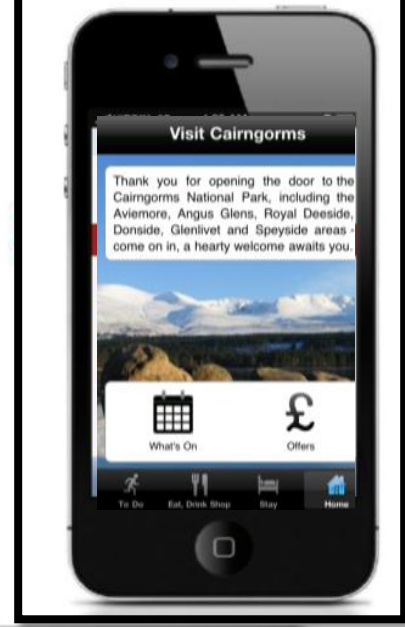 Visit Cairngorms
Thank you for opening the door to the
Cairngorms National Park, including the
Aviemore, Angus Glens, Royal Deeside,
Donside, Glenlivet and Speyside areas -
come on in, a hearty welcome awaits you.
What's On Offers
To Do Eat, Drink Shop Stay Home